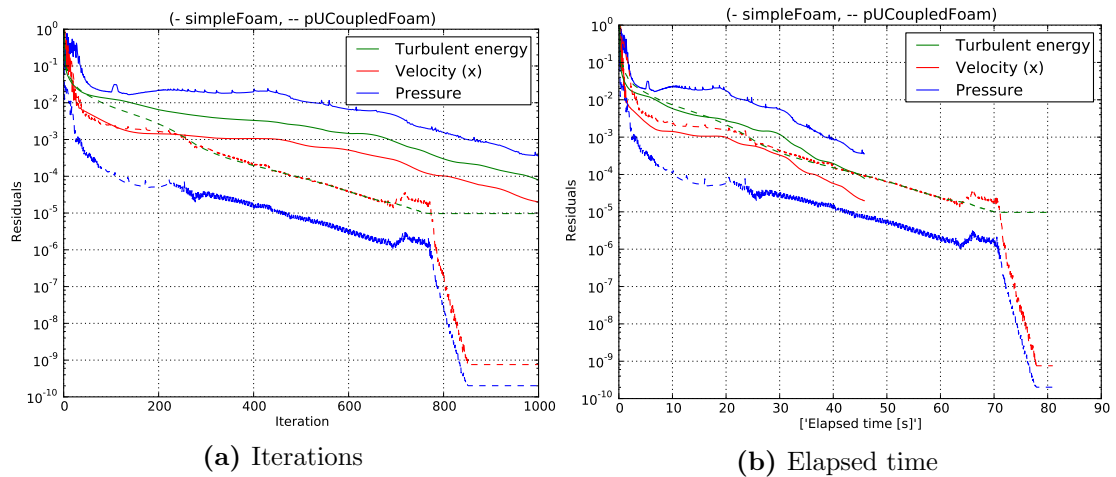 (- simpleFoam, -- pUCoupledFoam)
10^0
10^-1
10^-2
10^-3
10^-4
10^-5
10^-6
10^-7
10^-8
10^-9
10^-10
Residuals
Turbulent energy
Velocity (x)
Pressure
0 200 400 600 800 1000
Iteration
(a) Iterations
(- simpleFoam, -- pUCoupledFoam)
10^0
10^-1
10^-2
10^-3
10^-4
10^-5
10^-6
10^-7
10^-8
10^-9
10^-10
Residuals
Turbulent energy
Velocity (x)
Pressure
0 10 20 30 40 50 60 70 80 90
['Elapsed time [s]']
(b) Elapsed time